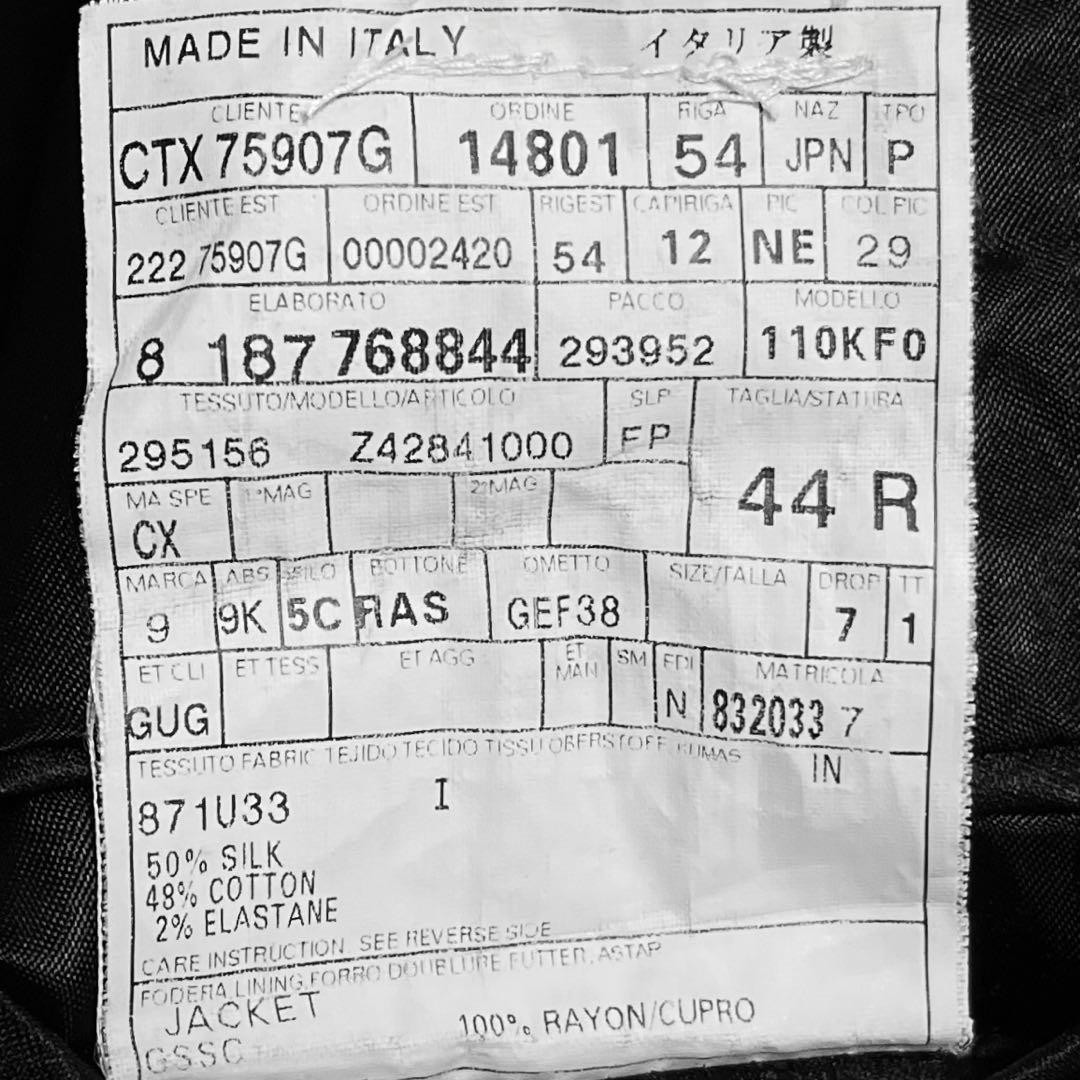 MADE IN ITALY イタリア製
CLIENTE ORDINE RIGA NAZ TPO
CTX 75907G 14801 54 JPN P
CLIENTE EST ORDINE EST RIGEST CAPIRIGA PIC COL PIC
222 75907G 00002420 54 12 NE 29
ELABORATO PACCO MODELLO
8 187 768844 293952 110KF0
TESSUTO/MODELLO/ARTICOLO SLP TAGLIA/STATURA
295156 Z42841000 FP
44 R
MA SPE 1°MAG 2°MAG
CX
MARCA ABS FILO BOTTONE OMETTO SIZE/TALLA DROP TT
9 9K 5C RAS GEF38 7 1
ET CLI ET TESS ET AGG ET MAN SM EDI MATRICOLA
GUG N 832033 7
TESSUTO FABRIC TEJIDO TECIDO TISSU OBERSTOFF KUMAS
IN
871U33 I
50% SILK
48% COTTON
2% ELASTANE
CARE INSTRUCTION SEE REVERSE SIDE
FODERA LINING FORRO DOUBLURE FUTTER ASTAR
JACKET 100% RAYON/CUPRO
GSSC